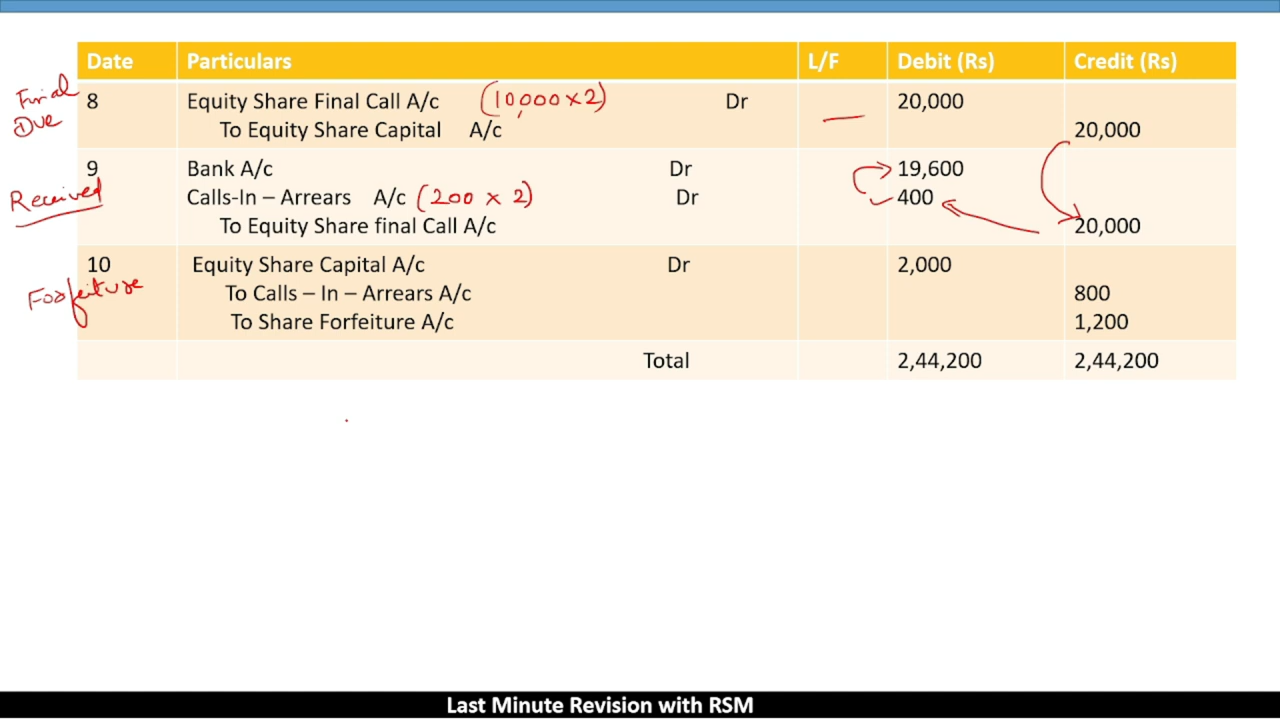 Date Particulars L/F Debit (Rs) Credit (Rs)
Final Due
8 Equity Share Final Call A/c (10,000 x 2) Dr 20,000
To Equity Share Capital A/c 20,000
Received
9 Bank A/c Dr 19,600
Calls-In – Arrears A/c (200 x 2) Dr 400
To Equity Share final Call A/c 20,000
10 Equity Share Capital A/c Dr 2,000
Forfeiture
To Calls – In – Arrears A/c 800
To Share Forfeiture A/c 1,200
Total 2,44,200 2,44,200
Last Minute Revision with RSM